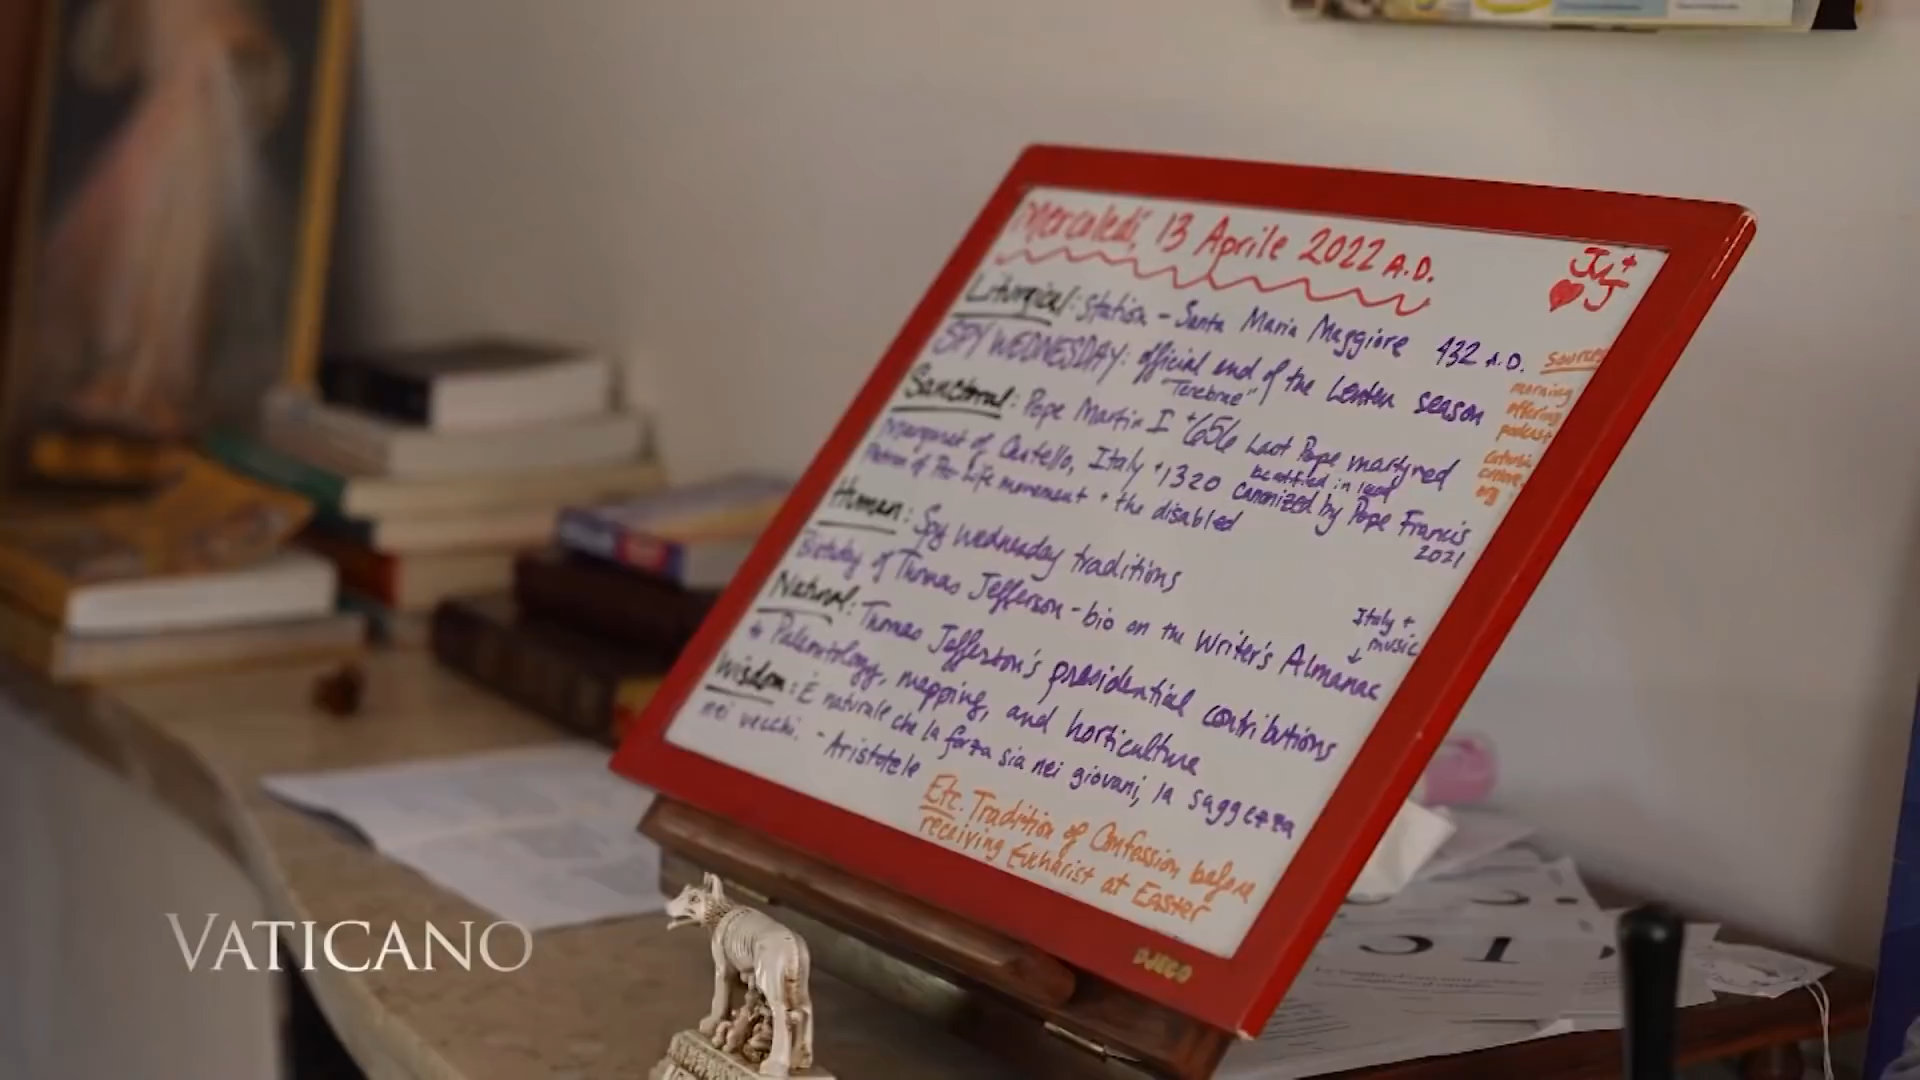 Mercoledí, 13 Aprile 2022 A.D.
JMJ+
Liturgical: Station - Santa Maria Maggiore 432 A.D.
SPY WEDNESDAY: official end of the Lenten season
"Tenebrae"
Sanctoral: Pope Martin I +656 Last Pope martyred
Margaret of Castello, Italy +1320 canonized by Pope Francis
beatified in
2021
Patron of Pro-Life movement + the disabled
Human: Spy Wednesday traditions
Birthday of Thomas Jefferson - bio on the Writer's Almanac
Italy +
music
Natural: Thomas Jefferson's presidential contributions
to Paleontology, mapping, and horticulture
Wisdom: È naturale che la forza sia nei giovani, la saggezza
nei vecchi. - Aristotele
Etc. Tradition of Confession before
receiving Eucharist at Easter
Sources
morning
offering
podcast
catholic
culture.
org
DJECO
VATICANO